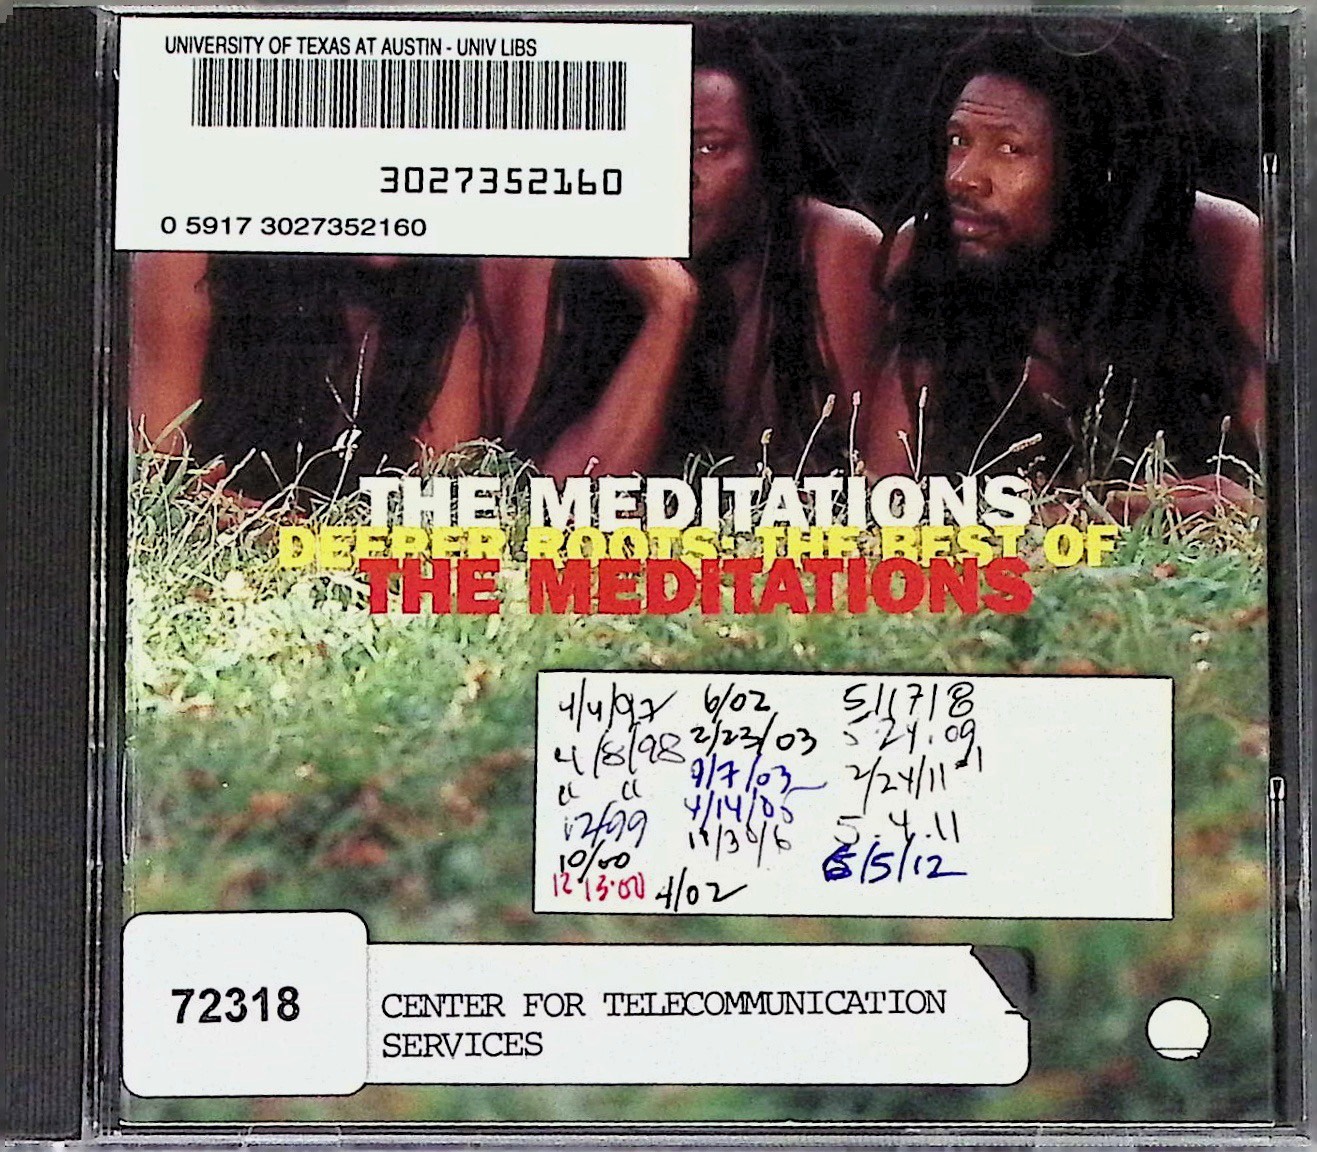 UNIVERSITY OF TEXAS AT AUSTIN - UNIV LIBS
3027352160
0 5917 3027352160
THE MEDITATIONS
DEEPER ROOTS: THE BEST OF
THE MEDITATIONS
4/4/97
4/8/98
" "
12/99
10/00
12.13.00
4/02
6/02
2/23/03
9/7/03
4/14/05
11/30/6
5/17/8
5.24.09
2/24/11
5.4.11
6/5/12
72318
CENTER FOR TELECOMMUNICATION
SERVICES